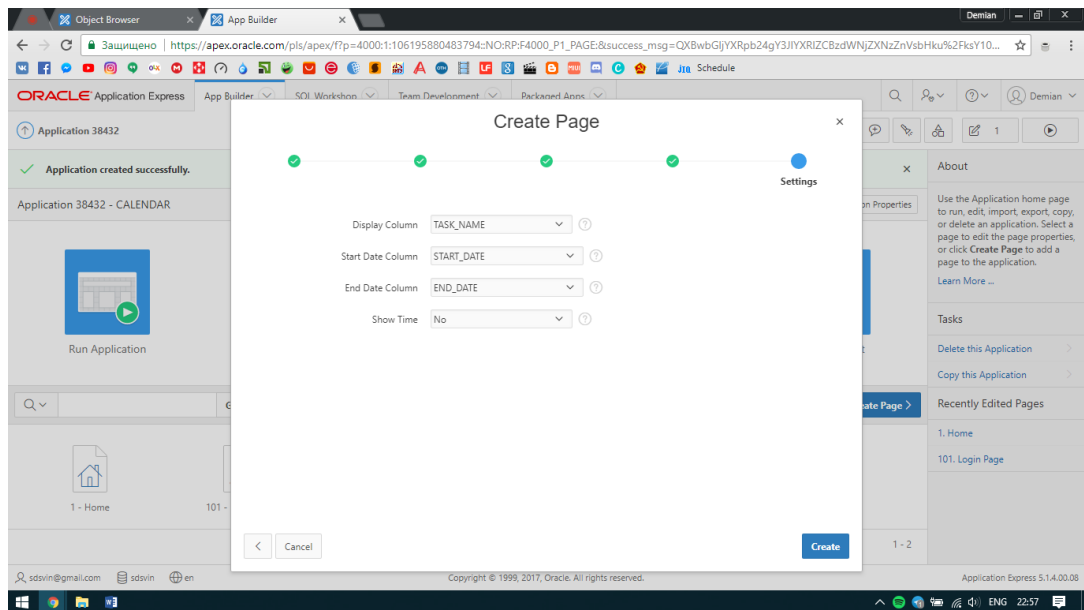 Object Browser
App Builder
Demian
Защищено | https://apex.oracle.com/pls/apex/f?p=4000:1:106195880483794::NO:RP:F4000_P1_PAGE:&success_msg=
Schedule
ORACLE Application Express App Builder SQL Workshop Team Development Packaged Apps Demian
Application 38432
1
Create Page
Application created successfully.
Settings
About
Application 38432 - CALENDAR
on Properties
Use the Application home page
to run, edit, import, export, copy,
or delete an application. Select a
page to edit the page properties,
or click Create Page to add a
page to the application.
Learn More ...
Display Column TASK_NAME
Start Date Column START_DATE
End Date Column END_DATE
Show Time No
Run Application
Tasks
Delete this Application
Copy this Application
Recently Edited Pages
1. Home
101. Login Page
eate Page
1 - Home
101 -
Cancel
Create
1 - 2
sdsvin@gmail.com sdsvin en
Copyright © 1999, 2017, Oracle. All rights reserved.
Application Express 5.1.4.00.08
ENG 22:57